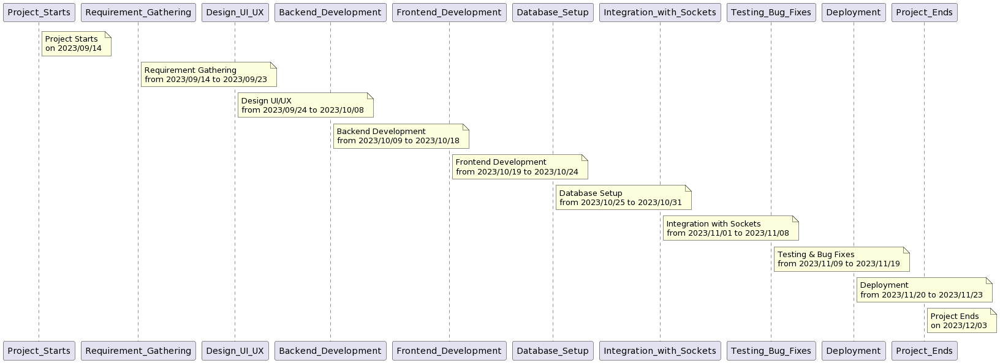 Project_Starts
Requirement_Gathering
Design_UI_UX
Backend_Development
Frontend_Development
Database_Setup
Integration_with_Sockets
Testing_Bug_Fixes
Deployment
Project_Ends
Project Starts
on 2023/09/14
Requirement Gathering
from 2023/09/14 to 2023/09/23
Design UI/UX
from 2023/09/24 to 2023/10/08
Backend Development
from 2023/10/09 to 2023/10/18
Frontend Development
from 2023/10/19 to 2023/10/24
Database Setup
from 2023/10/25 to 2023/10/31
Integration with Sockets
from 2023/11/01 to 2023/11/08
Testing & Bug Fixes
from 2023/11/09 to 2023/11/19
Deployment
from 2023/11/20 to 2023/11/23
Project Ends
on 2023/12/03
Project_Starts
Requirement_Gathering
Design_UI_UX
Backend_Development
Frontend_Development
Database_Setup
Integration_with_Sockets
Testing_Bug_Fixes
Deployment
Project_Ends